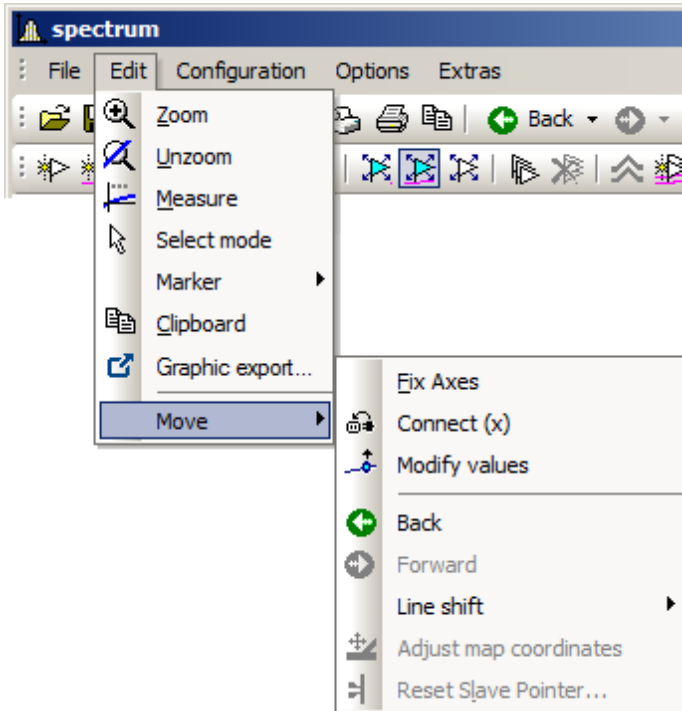 spectrum
File Edit Configuration Options Extras
Back
Zoom
Unzoom
Measure
Select mode
Marker
Clipboard
Graphic export...
Move
Fix Axes
Connect (x)
Modify values
Back
Forward
Line shift
Adjust map coordinates
Reset Slave Pointer...